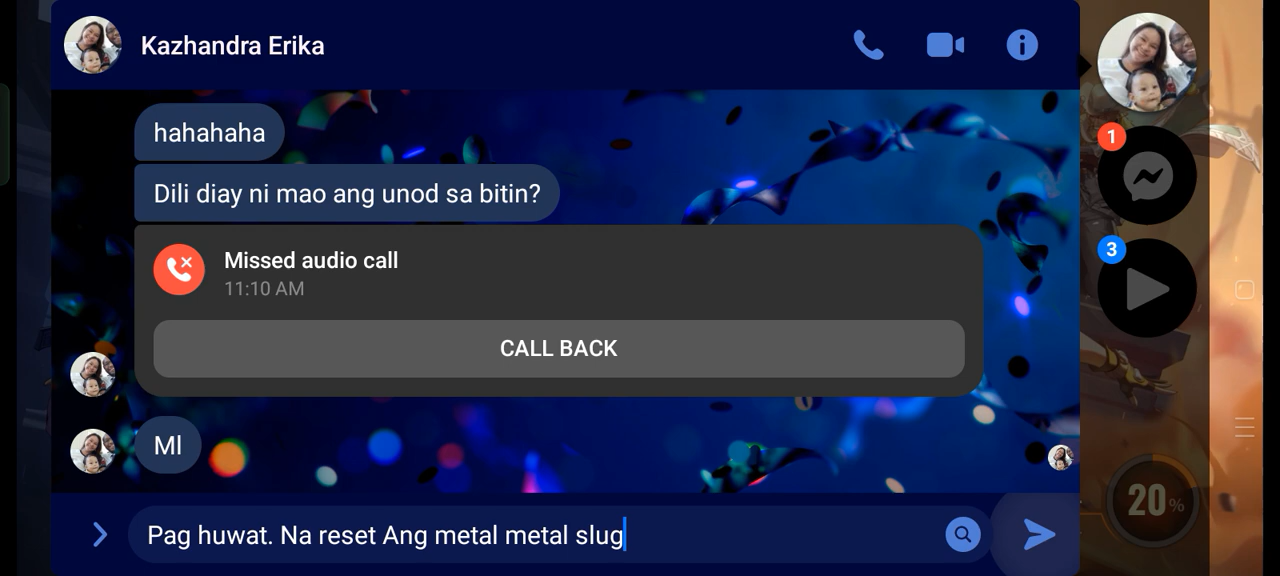 Kazhandra Erika
hahahaha
Dili diay ni mao ang unod sa bitin?
Missed audio call
11:10 AM
CALL BACK
Ml
Pag huwat. Na reset Ang metal metal slug
1
3
20%